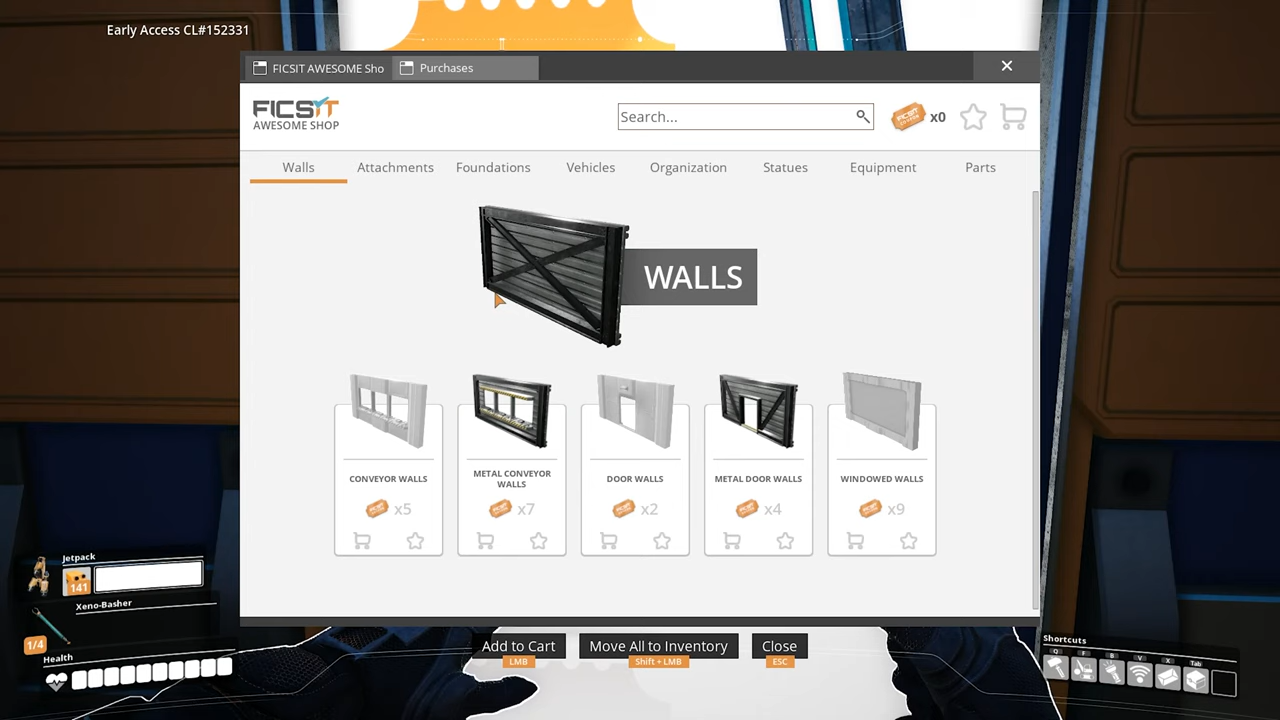 Early Access CL#152331
FICSIT AWESOME Sho
Purchases
FICSIT
AWESOME SHOP
Search...
x0
Walls
Attachments
Foundations
Vehicles
Organization
Statues
Equipment
Parts
WALLS
CONVEYOR WALLS
x5
METAL CONVEYOR
WALLS
x7
DOOR WALLS
x2
METAL DOOR WALLS
x4
WINDOWED WALLS
x9
Jetpack
141
Xeno-Basher
1/4
Health
Add to Cart
LMB
Move All to Inventory
Shift + LMB
Close
ESC
Shortcuts
Q
F
B
V
X
Tab